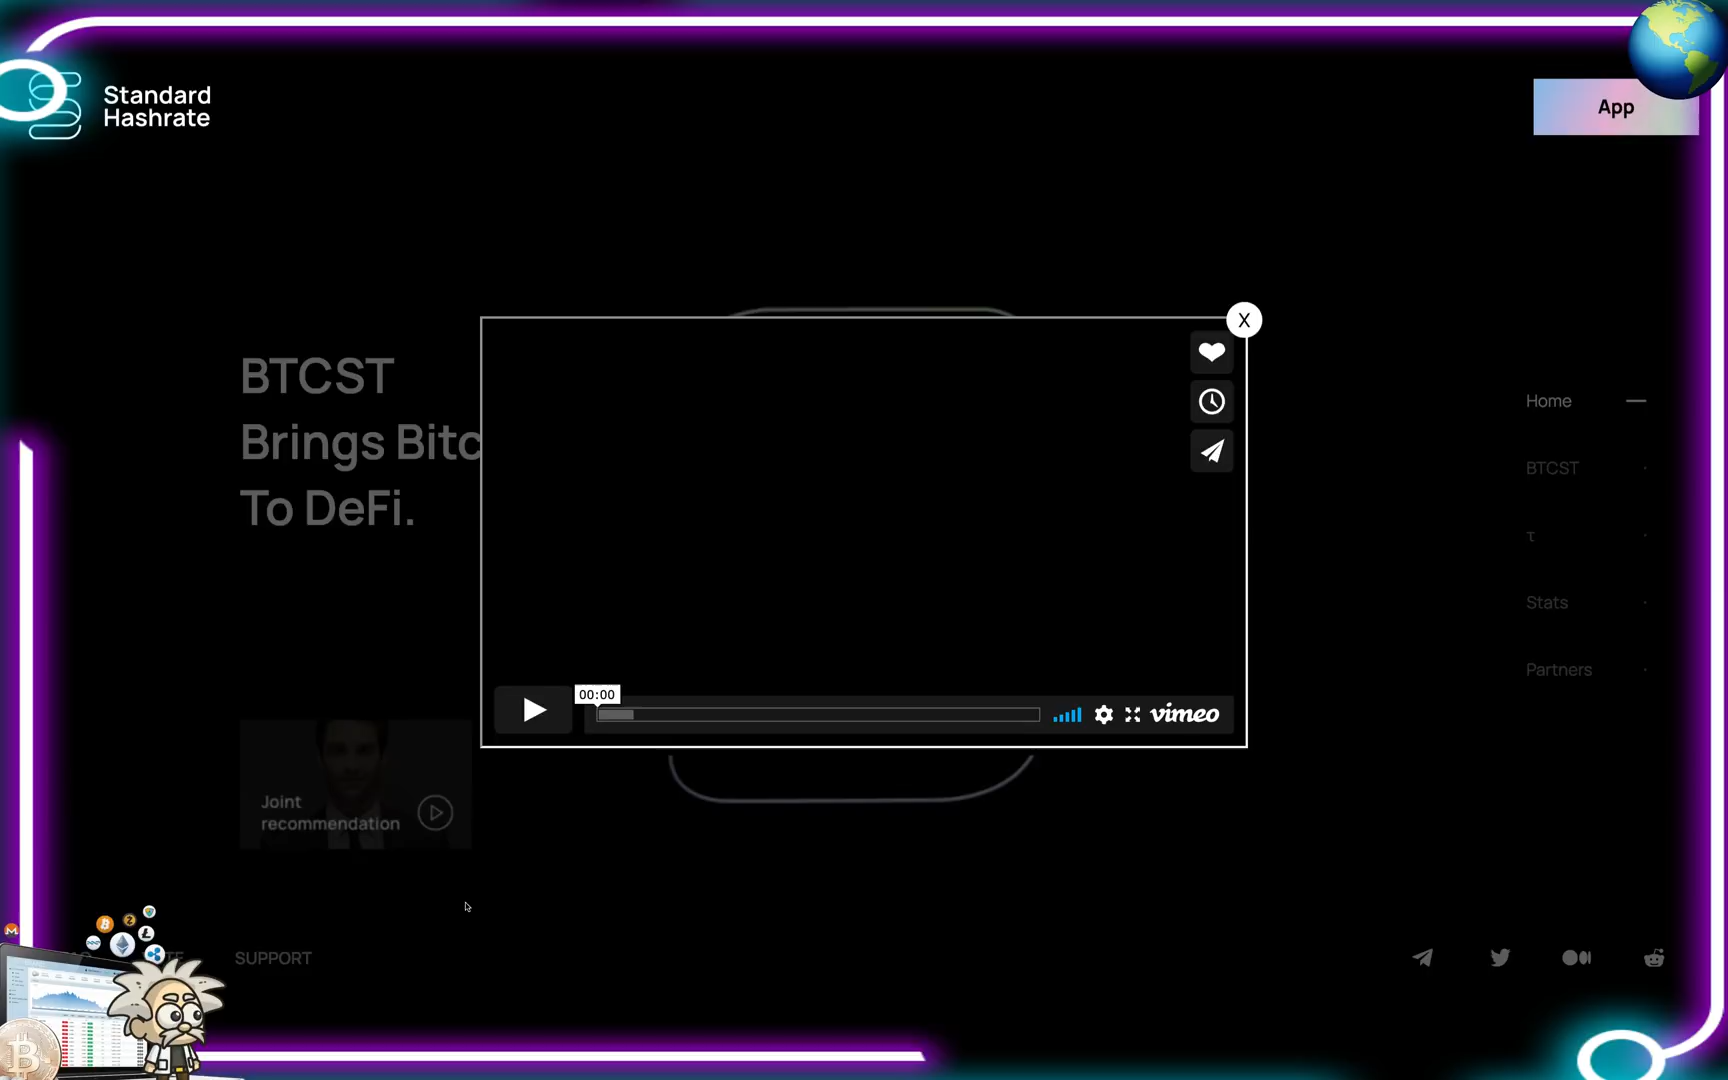 Standard
Hashrate
App
BTCST
Brings Bitc
To DeFi.
X
00:00
vimeo
Home
BTCST
τ
Stats
Partners
Joint
recommendation
SUPPORT